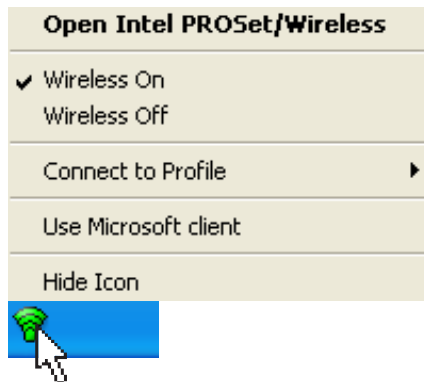 Open Intel PROSet/Wireless
Wireless On
Wireless Off
Connect to Profile
Use Microsoft client
Hide Icon